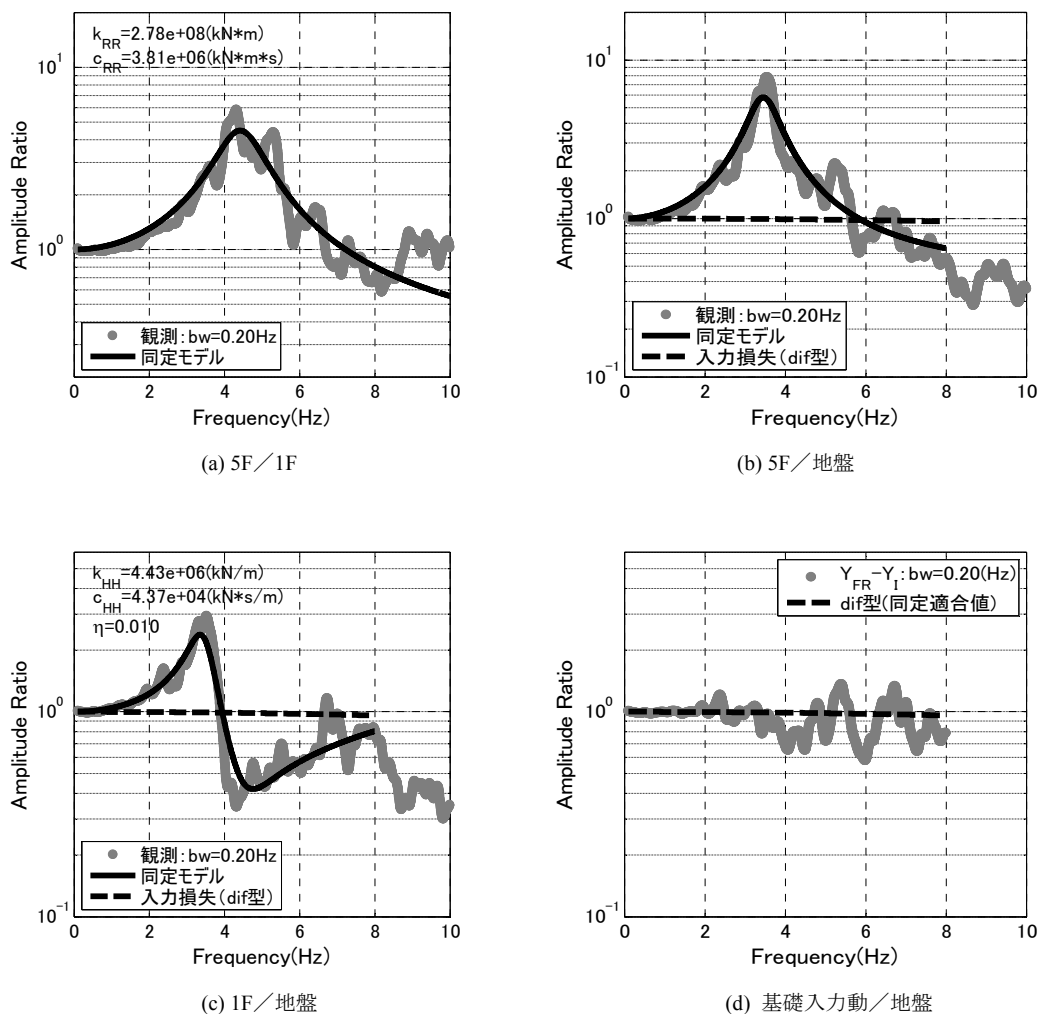 k_RR=2.78e+08(kN*m)
c_RR=3.81e+06(kN*m*s)
10^1
10^0
Amplitude Ratio
観測:bw=0.20Hz
同定モデル
0 2 4 6 8 10
Frequency(Hz)
(a) 5F／1F
10^1
10^0
10^-1
Amplitude Ratio
観測:bw=0.20Hz
同定モデル
入力損失(dif型)
0 2 4 6 8 10
Frequency(Hz)
(b) 5F／地盤
k_HH=4.43e+06(kN/m)
c_HH=4.37e+04(kN*s/m)
η=0.010
10^0
10^-1
Amplitude Ratio
観測:bw=0.20Hz
同定モデル
入力損失(dif型)
0 2 4 6 8 10
Frequency(Hz)
(c) 1F／地盤
Y_FR-Y_I:bw=0.20(Hz)
dif型(同定適合値)
10^0
10^-1
Amplitude Ratio
0 2 4 6 8 10
Frequency(Hz)
(d) 基礎入力動／地盤